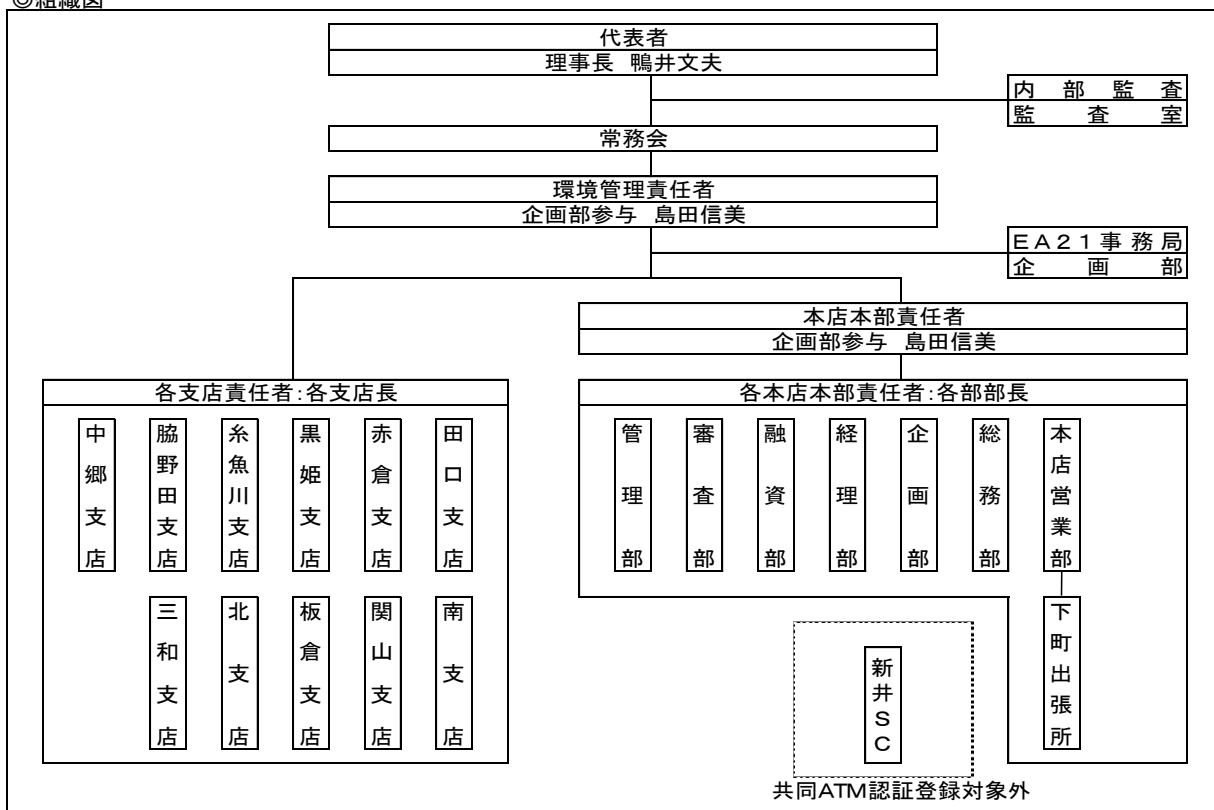 ◎組織図
代表者
理事長 鴨井文夫
内部監査
監査室
常務会
環境管理責任者
企画部参与 島田信美
EA21事務局
企画部
本店本部責任者
企画部参与 島田信美
各支店責任者:各支店長
各本店本部責任者:各部部長
中郷支店
脇野田支店
糸魚川支店
黒姫支店
赤倉支店
田口支店
管理部
審査部
融資部
経理部
企画部
総務部
本店営業部
三和支店
北支店
板倉支店
関山支店
南支店
新井SC
下町出張所
共同ATM認証登録対象外